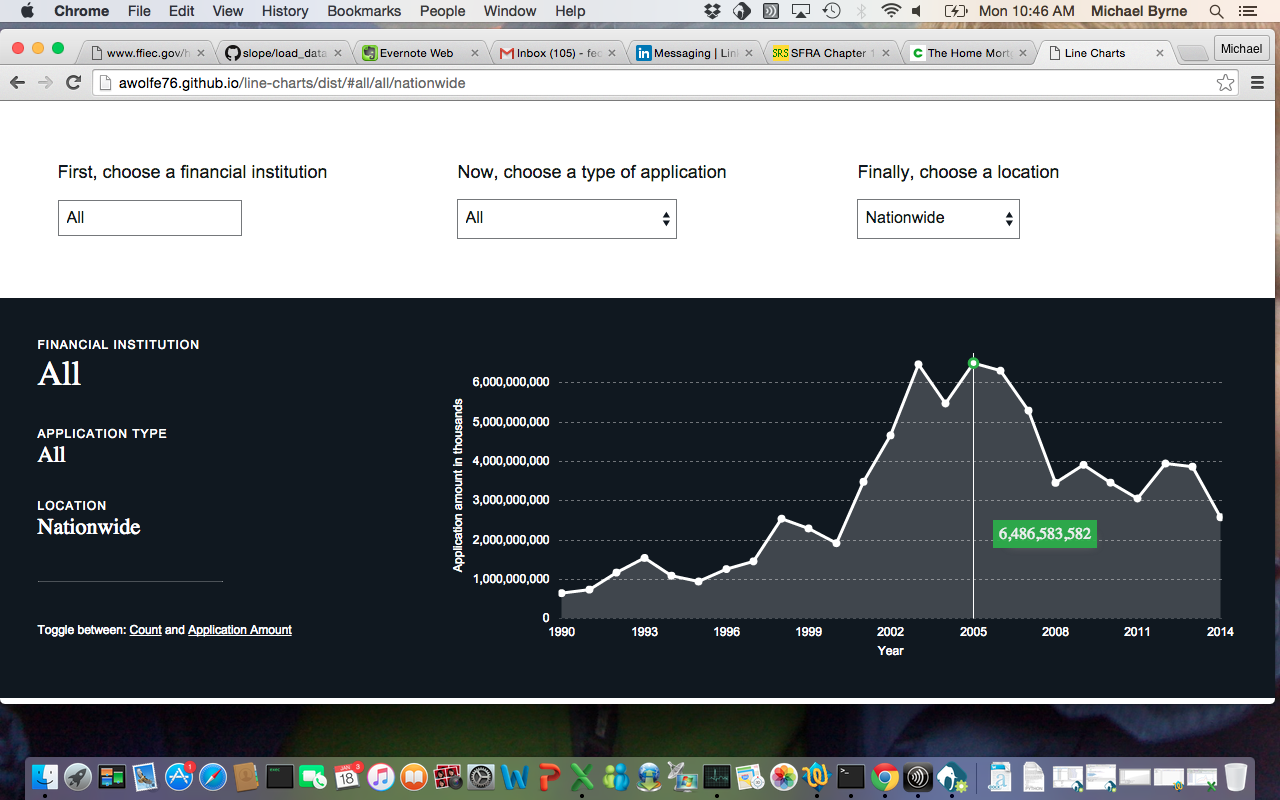 Chrome File Edit View History Bookmarks People Window Help Mon 10:46 AM Michael Byrne
www.ffiec.gov/h slope/load_data Evernote Web Inbox (105) - fec Messaging | Lin SRS SFRA Chapter 1 The Home Mort Line Charts Michael
awolfe76.github.io/line-charts/dist/#all/all/nationwide
First, choose a financial institution Now, choose a type of application Finally, choose a location
All All Nationwide
FINANCIAL INSTITUTION
All
APPLICATION TYPE
All
LOCATION
Nationwide
Toggle between: Count and Application Amount
Application amount in thousands
6,000,000,000
5,000,000,000
4,000,000,000
3,000,000,000
2,000,000,000
1,000,000,000
0
6,486,583,582
1990 1993 1996 1999 2002 2005 2008 2011 2014
Year
JAN 3
18
1